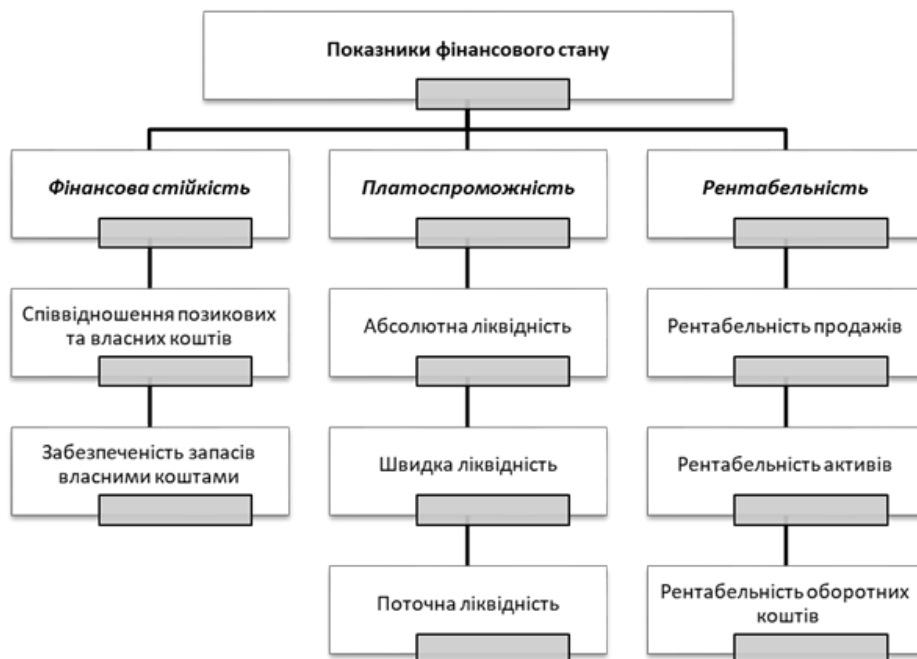 Показники фінансового стану
Фінансова стійкість
Платоспроможність
Рентабельність
Співвідношення позикових
та власних коштів
Абсолютна ліквідність
Рентабельність продажів
Забезпеченість запасів
власними коштами
Швидка ліквідність
Рентабельність активів
Поточна ліквідність
Рентабельність оборотних
коштів